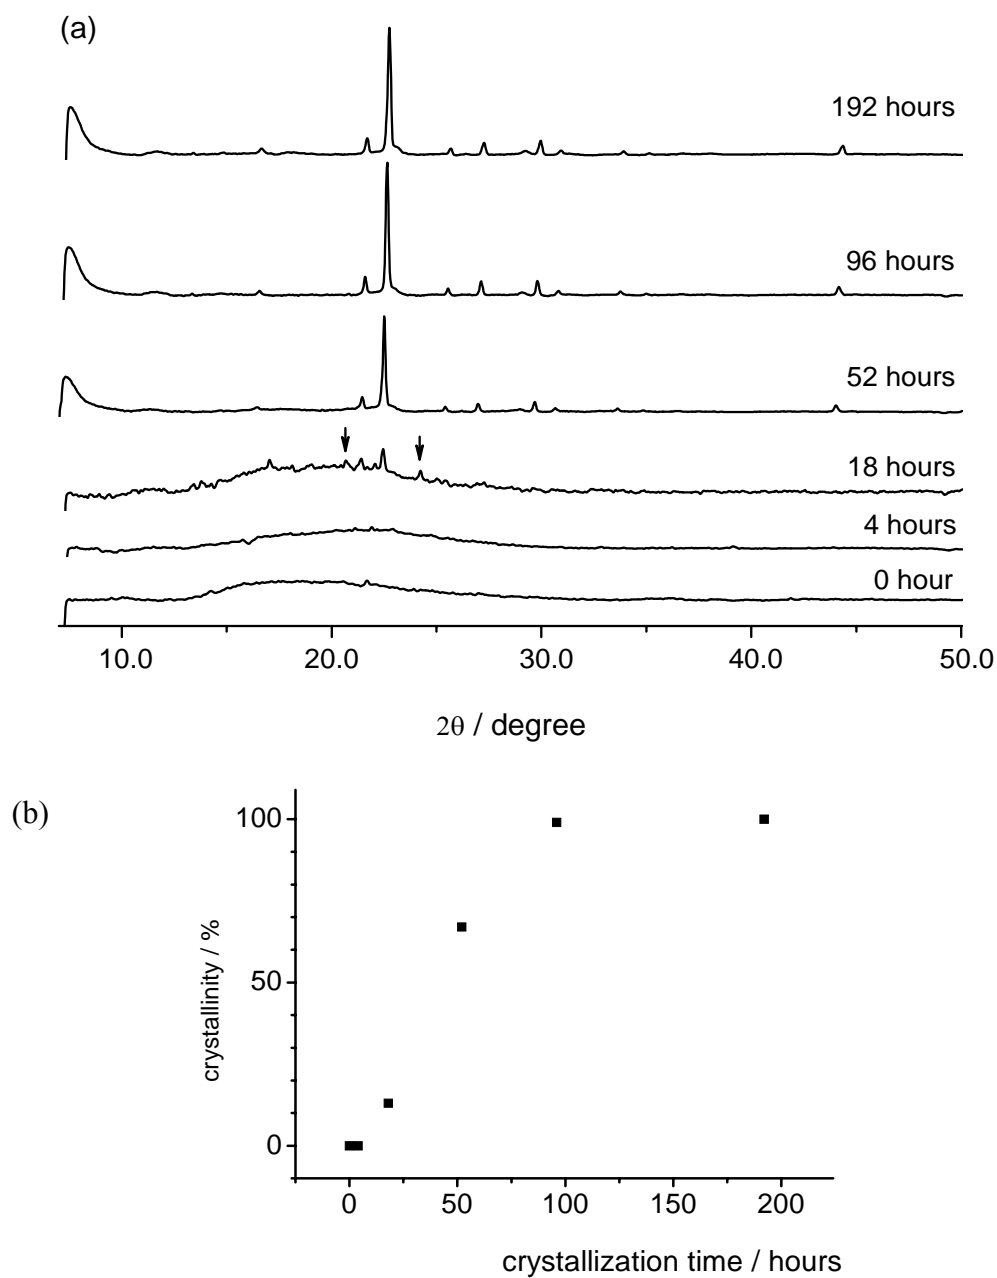 (a)
192 hours
96 hours
52 hours
18 hours
4 hours
0 hour
10.0 20.0 30.0 40.0 50.0
2θ / degree
(b)
100
50
0
crystallinity / %
0 50 100 150 200
crystallization time / hours